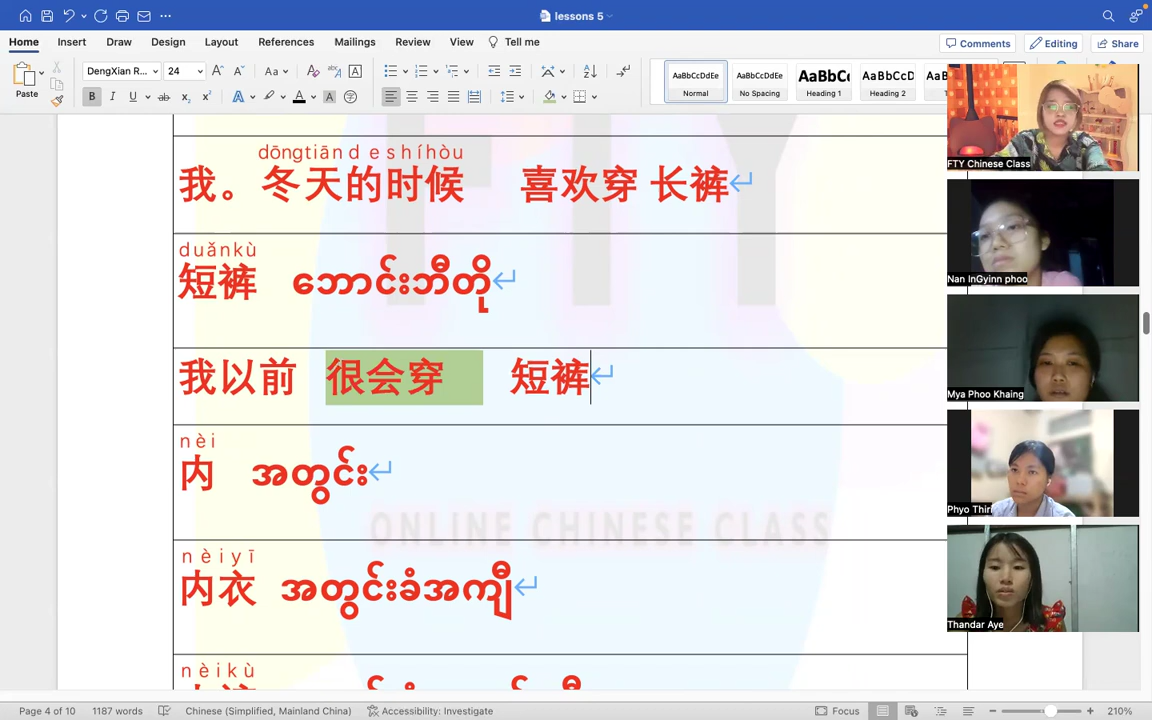 lessons 5
Home Insert Draw Design Layout References Mailings Review View Tell me
Comments Editing Share
Paste
DengXian R... 24
AaBbCcDdEe AaBbCcDdEe AaBbCc AaBbCcD AaB
Normal No Spacing Heading 1 Heading 2
dōngtiān d e s h í h ò u
我。冬天的时候 喜欢穿 长裤
duǎnkù
短裤 ဘောင်းဘီတို
我以前 很会穿 短裤
n è i
内 အတွင်း
ONLINE CHINESE CLASS
n è i y ī
内衣 အတွင်းခံအကျီ
n è i k ù
FTY
FTY Chinese Class
Nan InGyinn phoo
Mya Phoo Khaing
Phyo Thiri
Thandar Aye
Page 4 of 10 1187 words Chinese (Simplified, Mainland China) Accessibility: Investigate Focus 210%